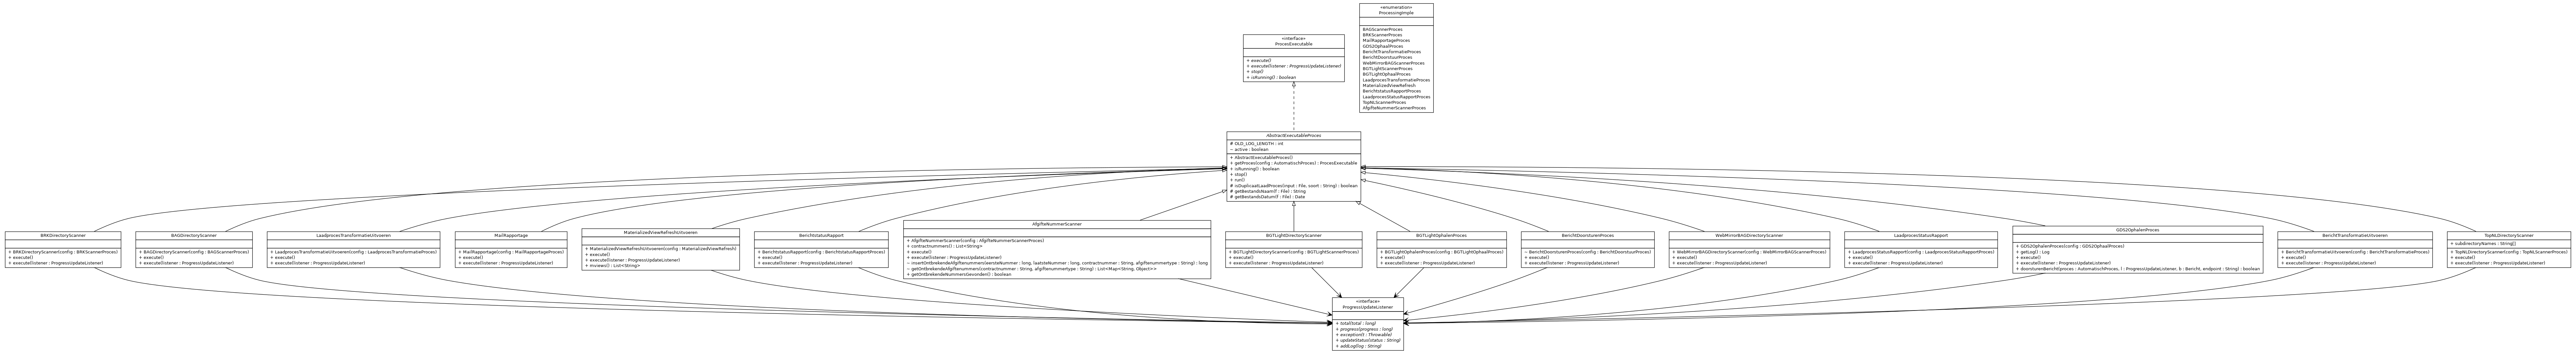 «enumeration»
ProcessingImple
BAGScannerProces
BRKScannerProces
MailRapportageProces
GDS2OphaalProces
BerichtTransformatieProces
BerichtDoorstuurProces
WebMirrorBAGScannerProces
BGTLightScannerProces
BGTLightOphaalProces
LaadprocesTransformatieProces
MaterializedViewRefresh
BerichtstatusRapportProces
LaadprocesStatusRapportProces
TopNLScannerProces
AfgifteNummerScannerProces
«interface»
ProcesExecutable
+ execute()
+ execute(listener : ProgressUpdateListener)
+ stop()
+ isRunning() : boolean
AbstractExecutableProces
# OLD_LOG_LENGTH : int
~ active : boolean
+ AbstractExecutableProces()
+ getProces(config : AutomatischProces) : ProcesExecutable
+ isRunning() : boolean
+ stop()
+ run()
# isDuplicaatLaadProces(input : File, soort : String) : boolean
# getBestandsNaam(f : File) : String
# getBestandsDatum(f : File) : Date
BRKDirectoryScanner
+ BRKDirectoryScanner(config : BRKScannerProces)
+ execute()
+ execute(listener : ProgressUpdateListener)
BAGDirectoryScanner
+ BAGDirectoryScanner(config : BAGScannerProces)
+ execute()
+ execute(listener : ProgressUpdateListener)
LaadprocesTransformatieUitvoeren
+ LaadprocesTransformatieUitvoeren(config : LaadprocesTransformatieProces)
+ execute()
+ execute(listener : ProgressUpdateListener)
MailRapportage
+ MailRapportage(config : MailRapportageProces)
+ execute()
+ execute(listener : ProgressUpdateListener)
MaterializedViewRefreshUitvoeren
+ MaterializedViewRefreshUitvoeren(config : MaterializedViewRefresh)
+ execute()
+ execute(listener : ProgressUpdateListener)
+ mviews() : List<String>
BerichtstatusRapport
+ BerichtstatusRapport(config : BerichtstatusRapportProces)
+ execute()
+ execute(listener : ProgressUpdateListener)
AfgifteNummerScanner
+ AfgifteNummerScanner(config : AfgifteNummerScannerProces)
+ contractnummers() : List<String>
+ execute()
+ execute(listener : ProgressUpdateListener)
~ insertOntbrekendeAfgiftenummers(eersteNummer : long, laatsteNummer : long, contractnummer : String, afgiftenummertype : String) : long
~ getOntbrekendeAfgiftenummers(contractnummer : String, afgiftenummertype : String) : List<Map<String, Object>>
+ getOntbrekendeNummersGevonden() : boolean
BGTLightDirectoryScanner
+ BGTLightDirectoryScanner(config : BGTLightScannerProces)
+ execute()
+ execute(listener : ProgressUpdateListener)
BGTLightOphalenProces
+ BGTLightOphalenProces(config : BGTLightOphaalProces)
+ execute()
+ execute(listener : ProgressUpdateListener)
BerichtDoorsturenProces
+ BerichtDoorsturenProces(config : BerichtDoorstuurProces)
+ execute()
+ execute(listener : ProgressUpdateListener)
WebMirrorBAGDirectoryScanner
+ WebMirrorBAGDirectoryScanner(config : WebMirrorBAGScannerProces)
+ execute()
+ execute(listener : ProgressUpdateListener)
LaadprocesStatusRapport
+ LaadprocesStatusRapport(config : LaadprocesStatusRapportProces)
+ execute()
+ execute(listener : ProgressUpdateListener)
GDS2OphalenProces
+ GDS2OphalenProces(config : GDS2OphaalProces)
+ getLog() : Log
+ execute()
+ execute(listener : ProgressUpdateListener)
+ doorsturenBericht(proces : AutomatischProces, l : ProgressUpdateListener, b : Bericht, endpoint : String) : boolean
BerichtTransformatieUitvoeren
+ BerichtTransformatieUitvoeren(config : BerichtTransformatieProces)
+ execute()
+ execute(listener : ProgressUpdateListener)
TopNLDirectoryScanner
+ subdirectoryNames : String[]
+ TopNLDirectoryScanner(config : TopNLScannerProces)
+ execute()
+ execute(listener : ProgressUpdateListener)
«interface»
ProgressUpdateListener
+ total(total : long)
+ progress(progress : long)
+ exception(t : Throwable)
+ updateStatus(status : String)
+ addLog(log : String)